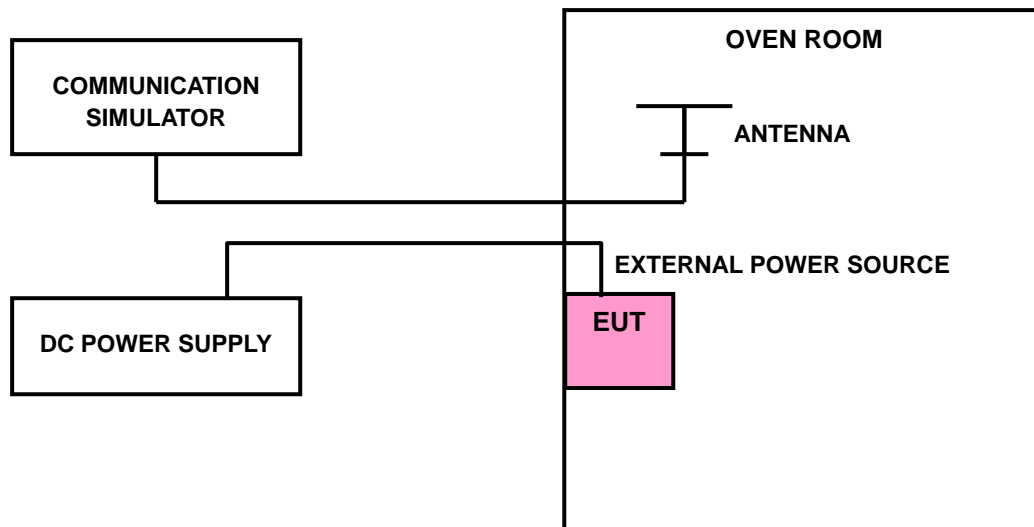 OVEN ROOM
COMMUNICATION
SIMULATOR
ANTENNA
EXTERNAL POWER SOURCE
EUT
DC POWER SUPPLY